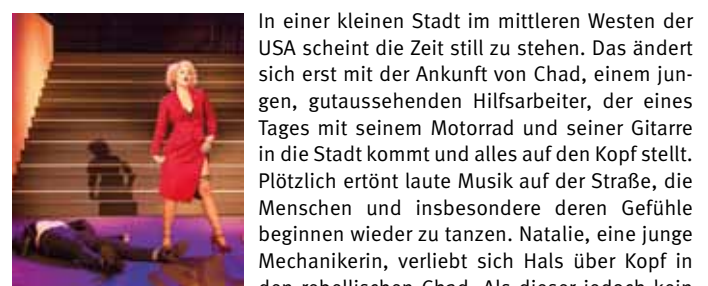 In einer kleinen Stadt im mittleren Westen der
USA scheint die Zeit still zu stehen. Das ändert
sich erst mit der Ankunft von Chad, einem jun-
gen, gutaussehenden Hilfsarbeiter, der eines
Tages mit seinem Motorrad und seiner Gitarre
in die Stadt kommt und alles auf den Kopf stellt.
Plötzlich ertönt laute Musik auf der Straße, die
Menschen und insbesondere deren Gefühle
beginnen wieder zu tanzen. Natalie, eine junge
Mechanikerin, verliebt sich Hals über Kopf in
den rebellischen Chad. Als dieser jedoch kein